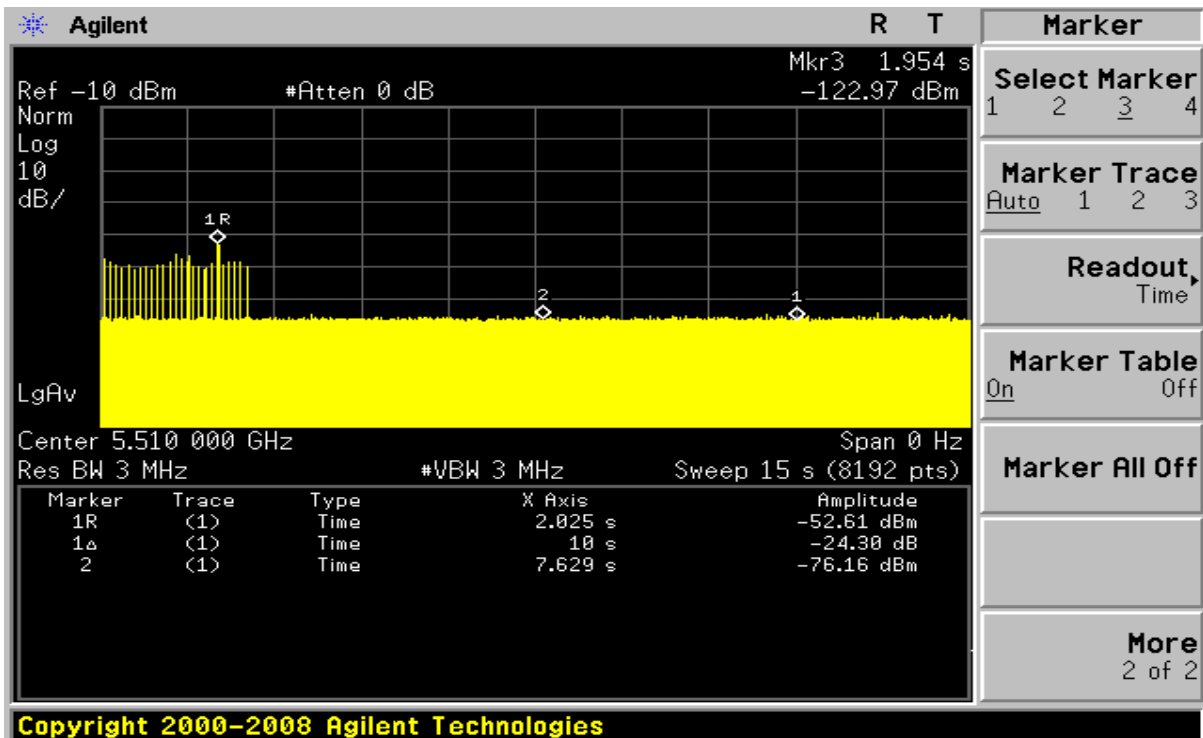 Agilent R T
Mkr3 1.954 s
Ref -10 dBm #Atten 0 dB -122.97 dBm
Norm
Log
10
dB/
1R
2
1
LgAv
Center 5.510 000 GHz Span 0 Hz
Res BW 3 MHz #VBW 3 MHz Sweep 15 s (8192 pts)
Marker Trace Type X Axis Amplitude
1R (1) Time 2.025 s -52.61 dBm
1Δ (1) Time 10 s -24.30 dB
2 (1) Time 7.629 s -76.16 dBm
Marker
Select Marker
1 2 3 4
Marker Trace
Auto 1 2 3
Readout
Time
Marker Table
On Off
Marker All Off
More
2 of 2
Copyright 2000-2008 Agilent Technologies